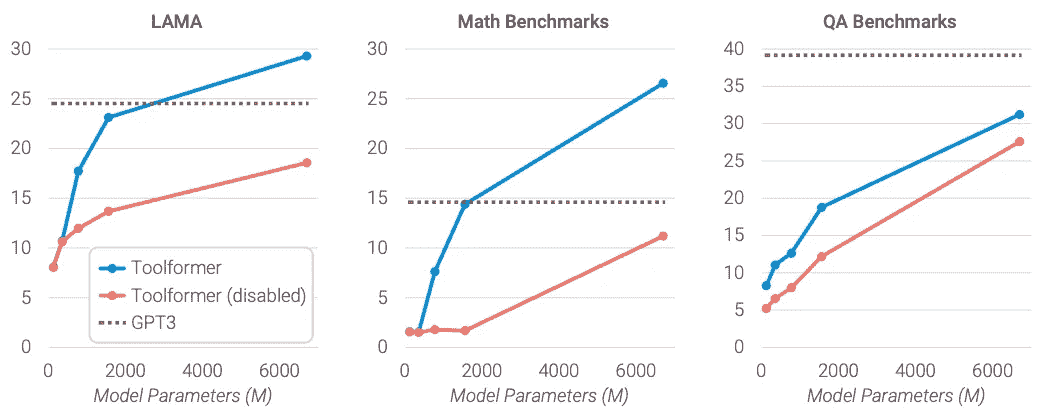 LAMA
30
25
20
15
10
5
0
0 2000 4000 6000
Model Parameters (M)
Toolformer
Toolformer (disabled)
GPT3
Math Benchmarks
30
25
20
15
10
5
0
0 2000 4000 6000
Model Parameters (M)
QA Benchmarks
40
35
30
25
20
15
10
5
0
0 2000 4000 6000
Model Parameters (M)